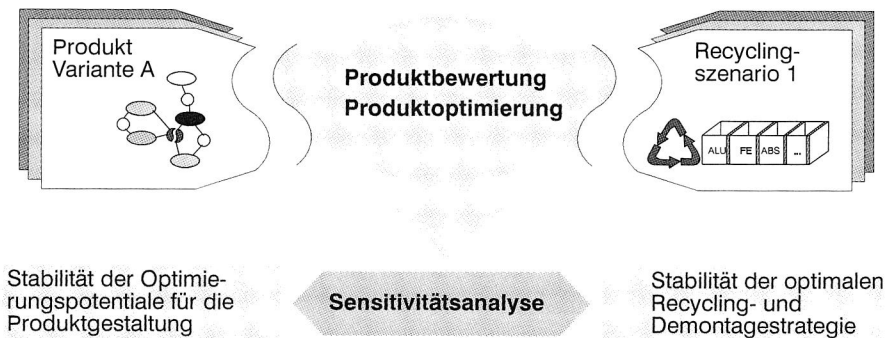 Produkt
Variante A
Produktbewertung
Produktoptimierung
Recycling-
szenario 1
ALU FE ABS ...
Stabilität der Optimie-
rungspotentiale für die
Produktgestaltung
Sensitivitätsanalyse
Stabilität der optimalen
Recycling- und
Demontagestrategie